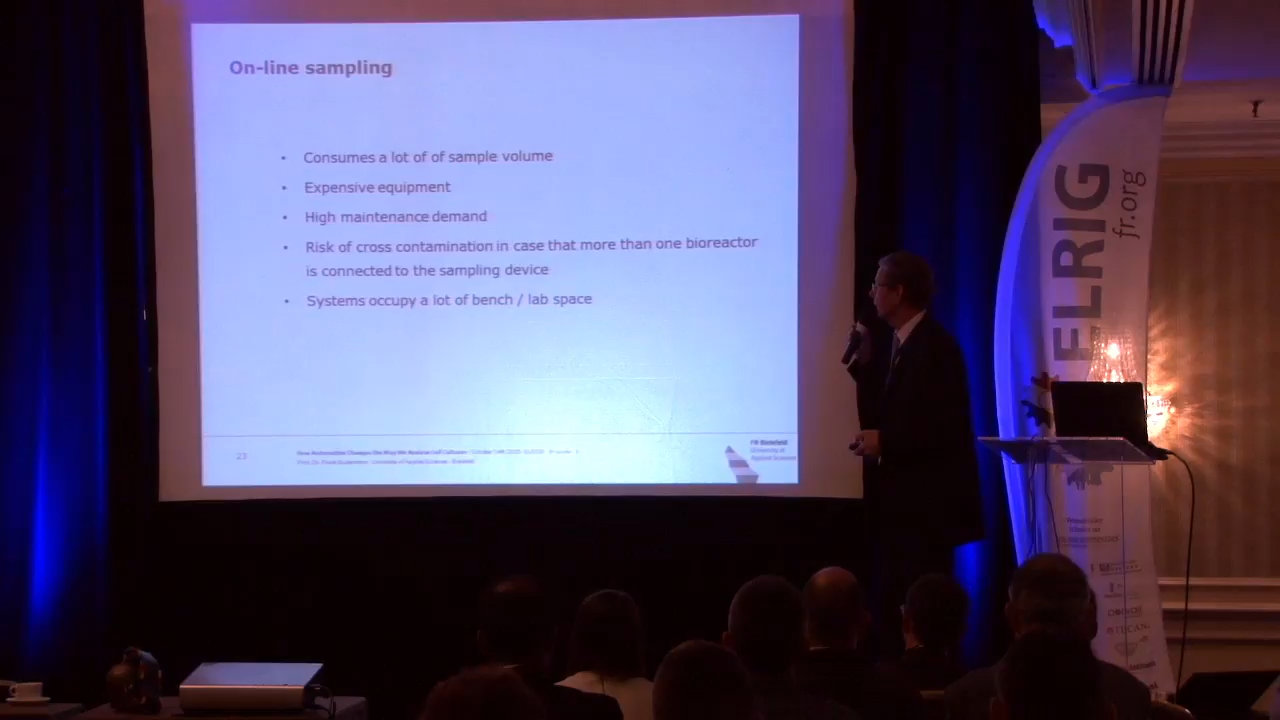 On-line sampling
• Consumes a lot of of sample volume
• Expensive equipment
• High maintenance demand
• Risk of cross contamination in case that more than one bioreactor
is connected to the sampling device
• Systems occupy a lot of bench / lab space
23
FH Bielefeld
University of
Applied Sciences
ELRIG
fr.org